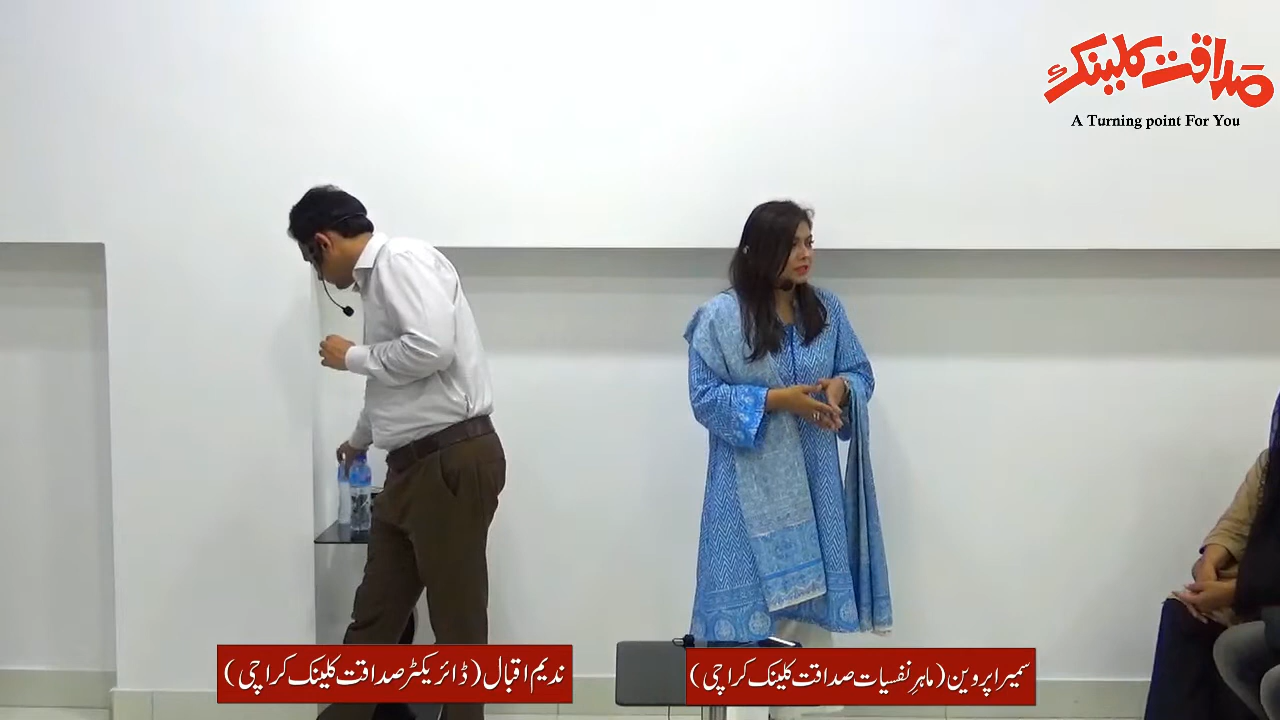 صداقت کلینک
A Turning point For You
ندیم اقبال (ڈائریکٹر صداقت کلینک کراچی)
سمیرا پروین (ماہرِ نفسیات صداقت کلینک کراچی)